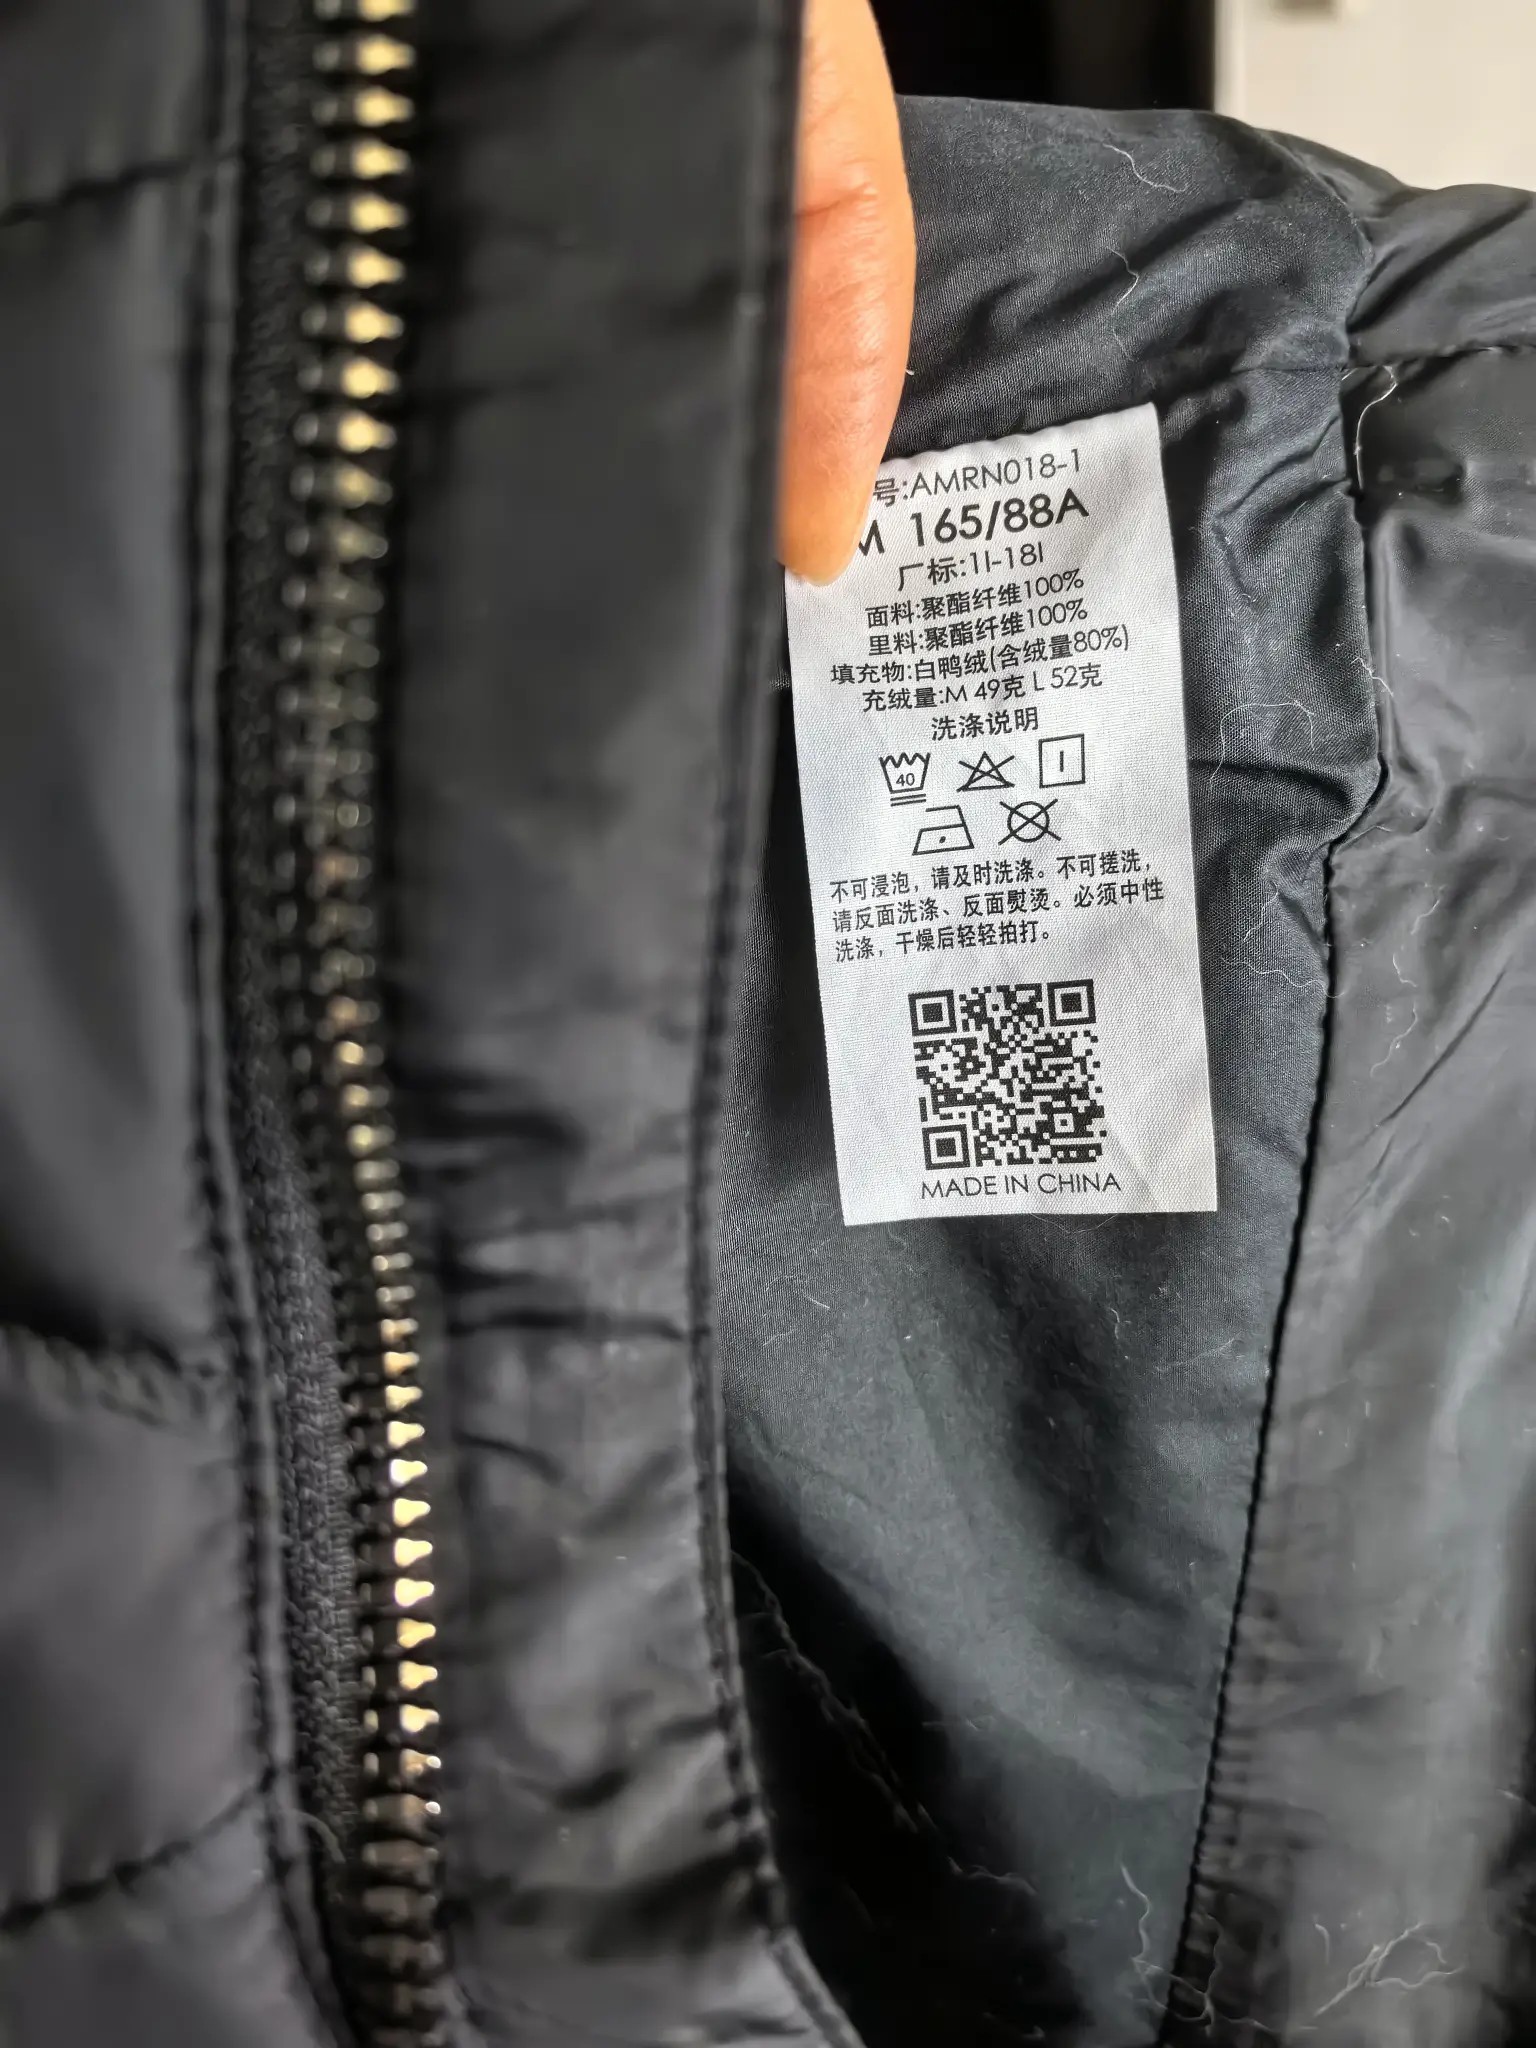 号:AMRN018-1
M 165/88A
厂标:1I-18I
面料:聚酯纤维100%
里料:聚酯纤维100%
填充物:白鸭绒(含绒量80%)
充绒量:M 49克 L 52克
洗涤说明
40
不可浸泡，请及时洗涤。不可搓洗，
请反面洗涤、反面熨烫。必须中性
洗涤，干燥后轻轻拍打。
MADE IN CHINA